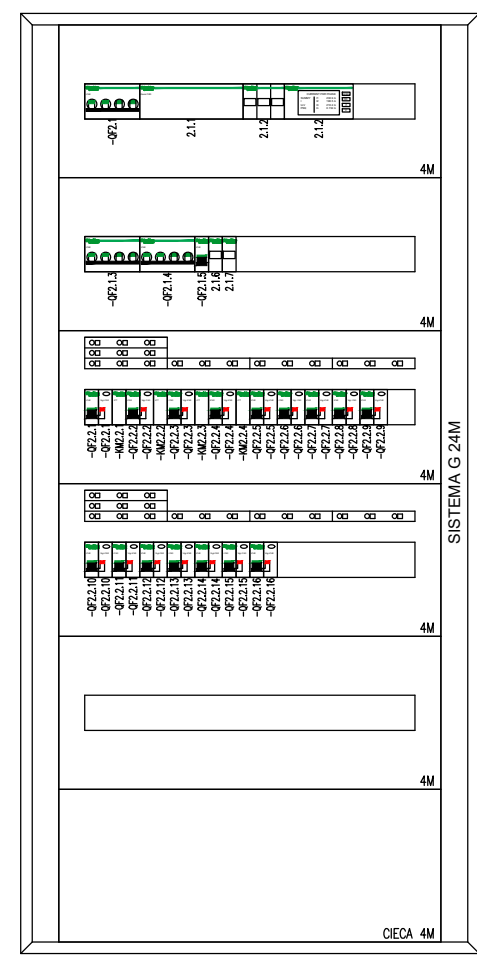 -QF2.1
2.1.1
2.1.2
2.1.2
4M
-QF2.1.3
-QF2.1.4
-QF2.1.5
2.1.6
2.1.7
4M
-QF2.2.1
-QF2.2.1
-KM2.2.1
-QF2.2.2
-QF2.2.2
-KM2.2.2
-QF2.2.3
-QF2.2.3
-KM2.2.3
-QF2.2.4
-QF2.2.4
-KM2.2.4
-QF2.2.5
-QF2.2.5
-QF2.2.6
-QF2.2.6
-QF2.2.7
-QF2.2.7
-QF2.2.8
-QF2.2.8
-QF2.2.9
-QF2.2.9
4M
-QF2.2.10
-QF2.2.10
-QF2.2.11
-QF2.2.11
-QF2.2.12
-QF2.2.12
-QF2.2.13
-QF2.2.13
-QF2.2.14
-QF2.2.14
-QF2.2.15
-QF2.2.15
-QF2.2.16
-QF2.2.16
4M
4M
CIECA 4M
SISTEMA G 24M